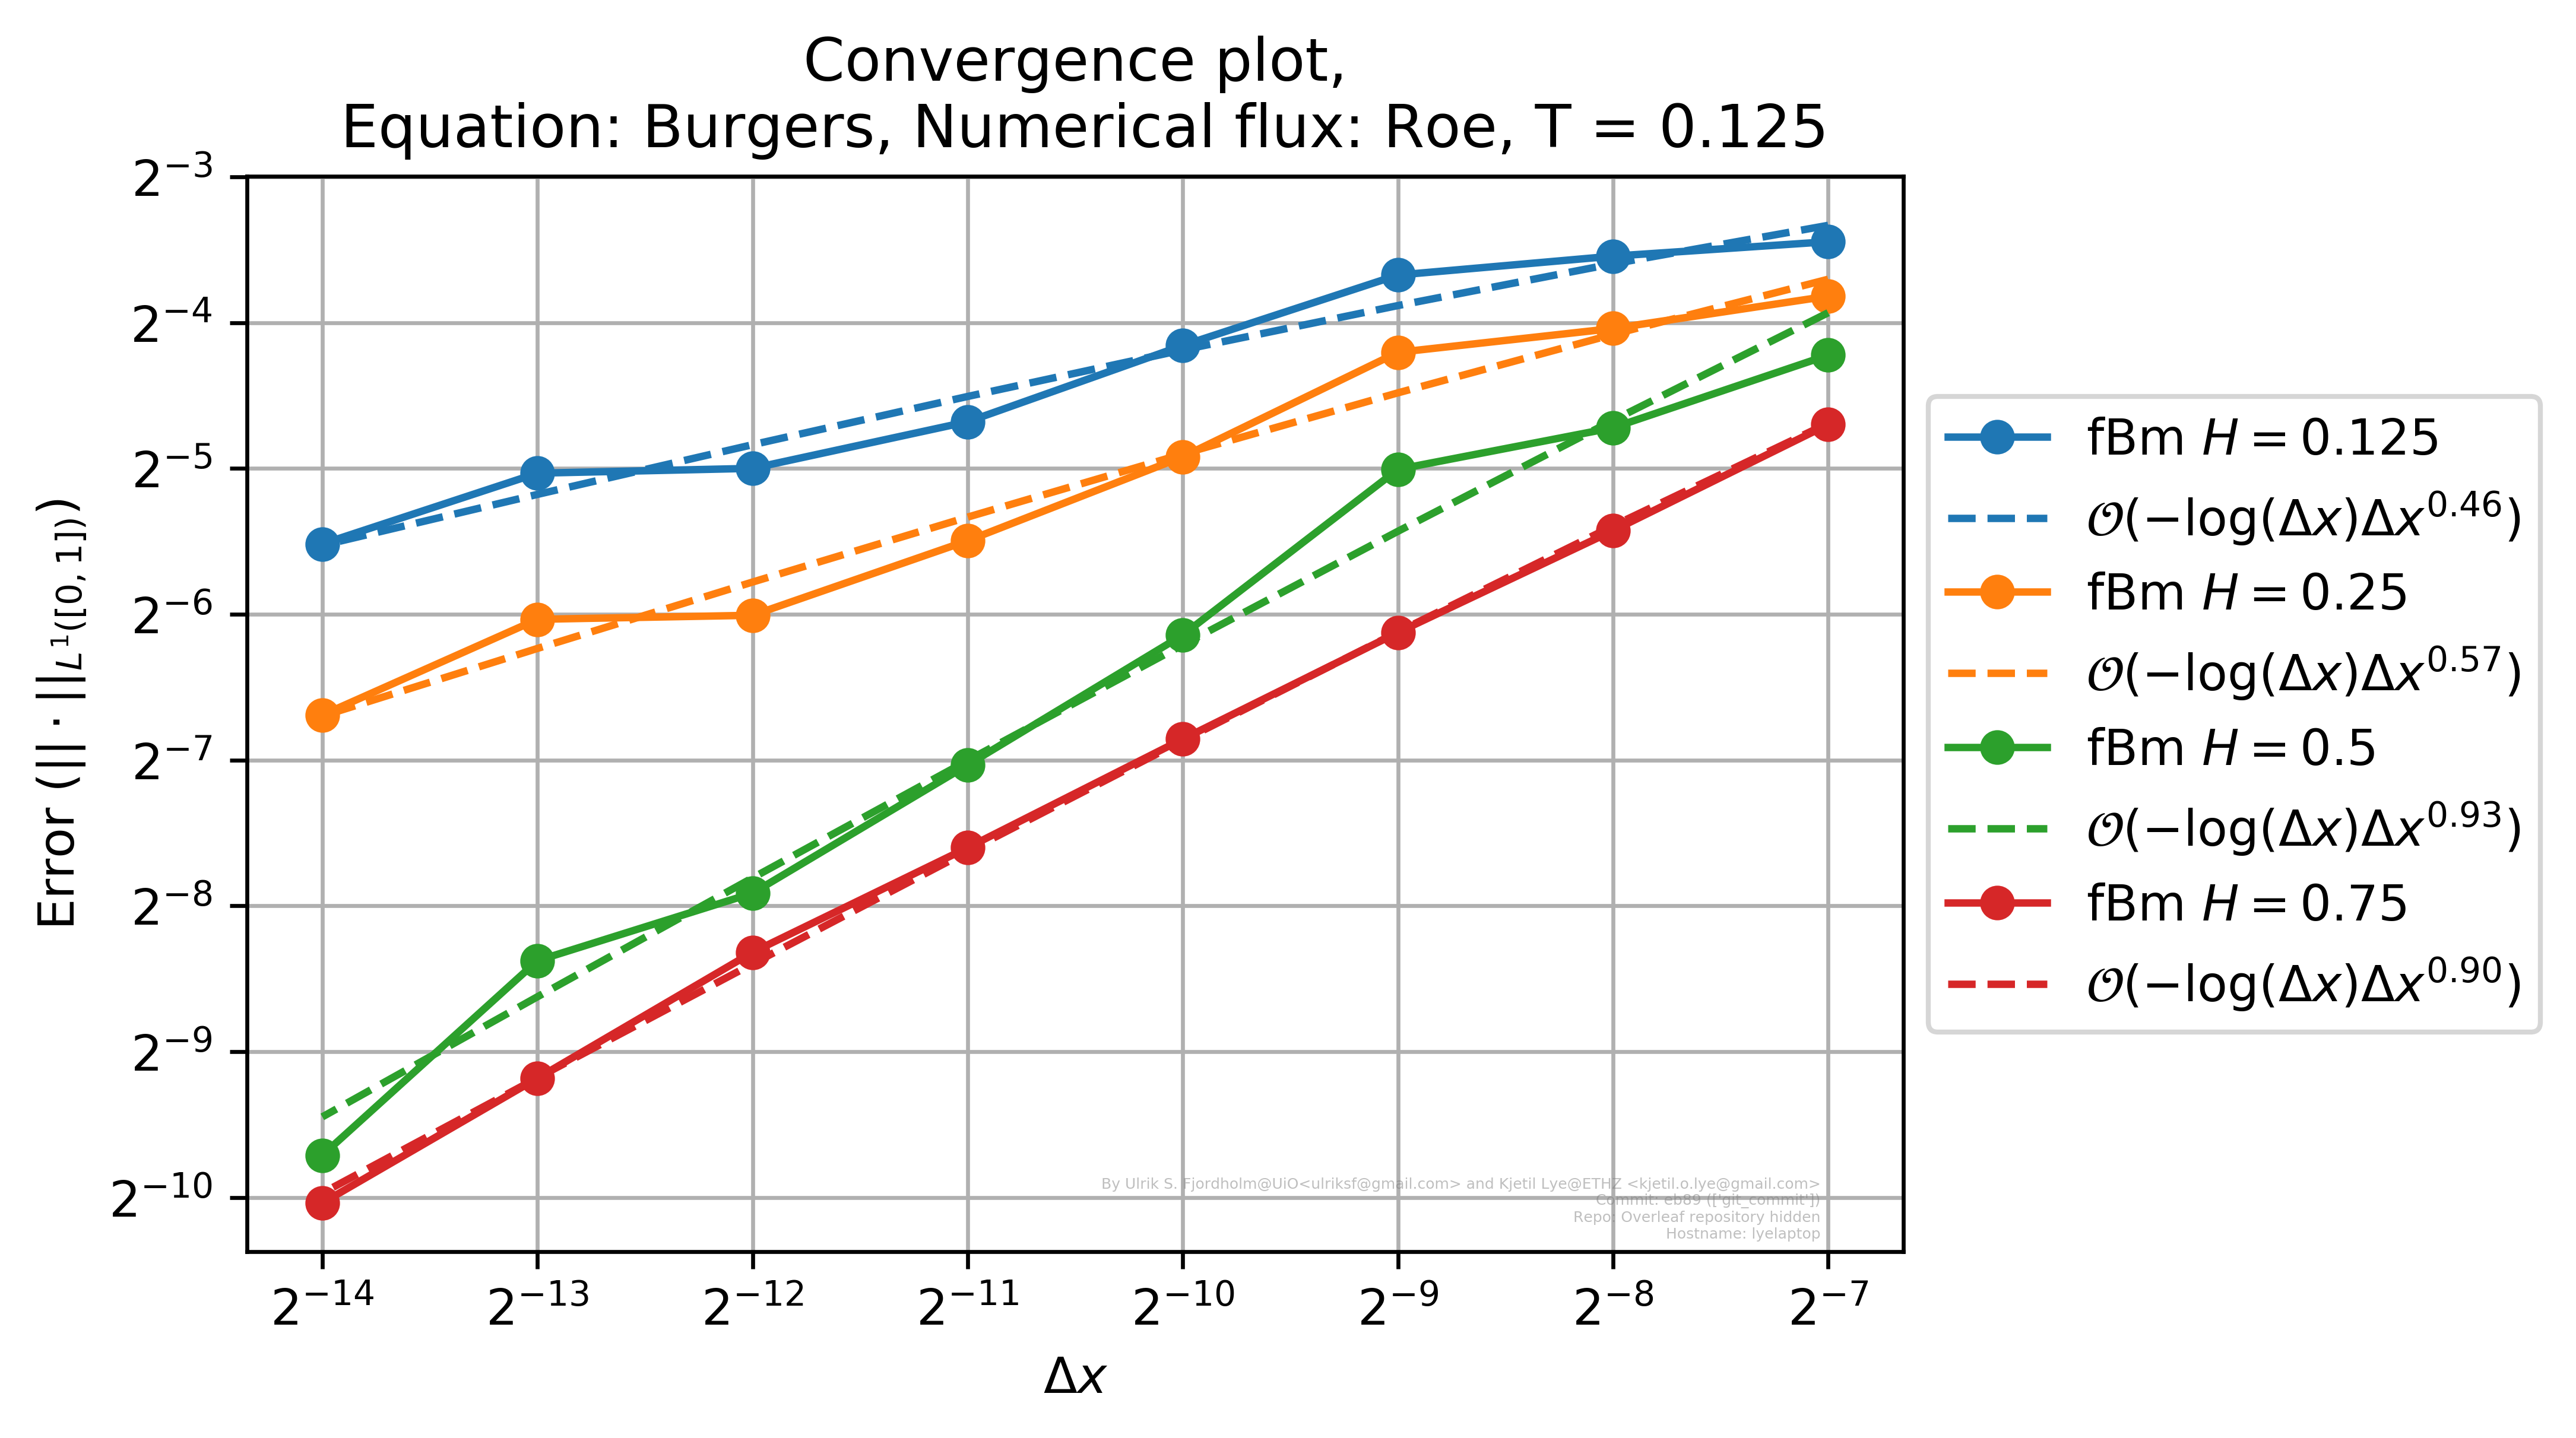 Convergence plot,
Equation: Burgers, Numerical flux: Roe, T = 0.125
Error (|| · ||_{L^1([0, 1])})
2^{-3}
2^{-4}
2^{-5}
2^{-6}
2^{-7}
2^{-8}
2^{-9}
2^{-10}
fBm H = 0.125
𝒪(−log(Δx)Δx^{0.46})
fBm H = 0.25
𝒪(−log(Δx)Δx^{0.57})
fBm H = 0.5
𝒪(−log(Δx)Δx^{0.93})
fBm H = 0.75
𝒪(−log(Δx)Δx^{0.90})
By Ulrik S. Fjordholm@UiO<ulriksf@gmail.com> and Kjetil Lye@ETHZ <kjetil.o.lye@gmail.com>
Commit: eb89 (['git_commit'])
Repo: Overleaf repository hidden
Hostname: lyelaptop
2^{-14} 2^{-13} 2^{-12} 2^{-11} 2^{-10} 2^{-9} 2^{-8} 2^{-7}
Δx